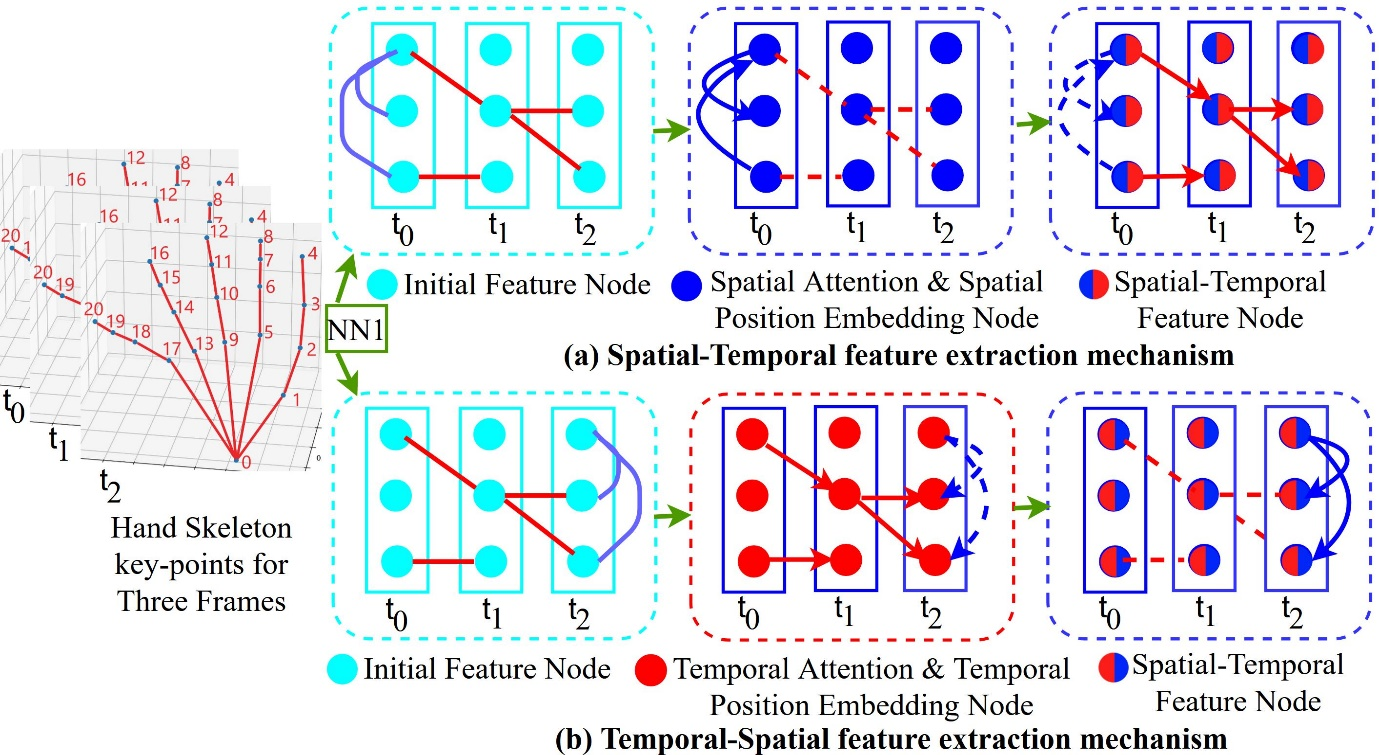 t0 t1 t2
t0 t1 t2
t0 t1 t2
Initial Feature Node
Spatial Attention & Spatial
Position Embedding Node
Spatial-Temporal
Feature Node
(a) Spatial-Temporal feature extraction mechanism
NN1
12 8 4
16
12 8 4
16
20
20 19
12
8
4
16
11
7
15
6
10
3
14
20
19
18
5
9
13
2
17
1
0
t0
t1
t2
Hand Skeleton
key-points for
Three Frames
t0 t1 t2
t0 t1 t2
t0 t1 t2
Initial Feature Node
Temporal Attention & Temporal
Position Embedding Node
Spatial-Temporal
Feature Node
(b) Temporal-Spatial feature extraction mechanism